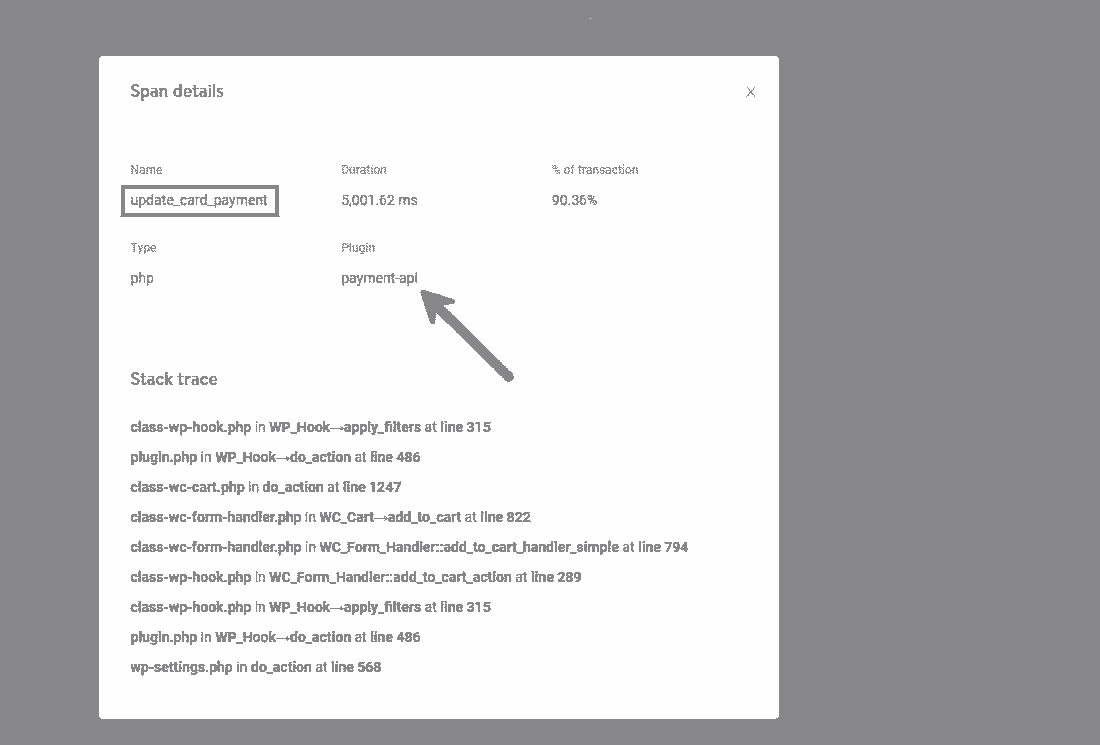 Span details
X
Name Duration % of transaction
update_card_payment 5,001.62 ms 90.36%
Type Plugin
php payment-api
Stack trace
class-wp-hook.php in WP_Hook→apply_filters at line 315
plugin.php in WP_Hook→do_action at line 486
class-wc-cart.php in do_action at line 1247
class-wc-form-handler.php in WC_Cart→add_to_cart at line 822
class-wc-form-handler.php in WC_Form_Handler::add_to_cart_handler_simple at line 794
class-wp-hook.php in WC_Form_Handler::add_to_cart_action at line 289
class-wp-hook.php in WP_Hook→apply_filters at line 315
plugin.php in WP_Hook→do_action at line 486
wp-settings.php in do_action at line 568